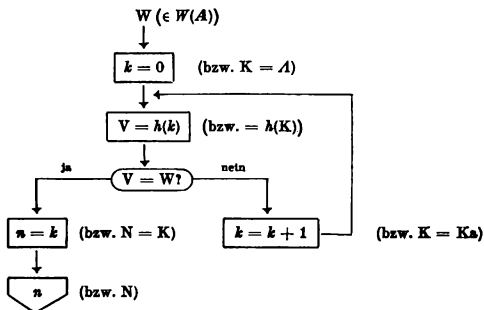 W (∈ W(A))
k = 0 (bzw. K = Λ)
V = h(k) (bzw. = h(K))
ja V = W? nein
n = k (bzw. N = K) k = k + 1 (bzw. K = Ka)
n (bzw. N)